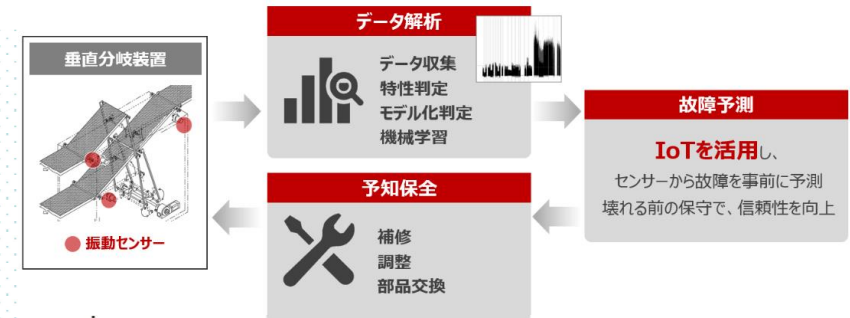 垂直分岐装置
振動センサー
データ解析
データ収集
特性判定
モデル化判定
機械学習
故障予測
IoTを活用し、
センサーから故障を事前に予測
壊れる前の保守で、信頼性を向上
予知保全
補修
調整
部品交換